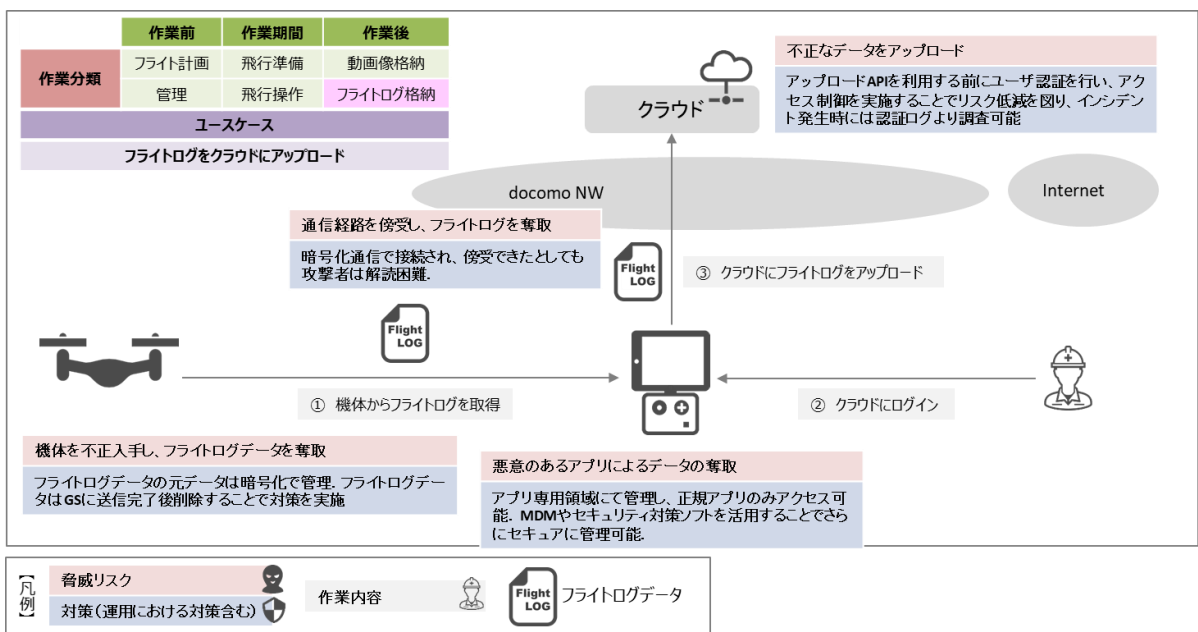 作業前 作業期間 作業後
作業分類
フライト計画 飛行準備 動画像格納
管理 飛行操作 フライトログ格納
ユースケース
フライトログをクラウドにアップロード
不正なデータをアップロード
アップロードAPIを利用する前にユーザ認証を行い、アク
セス制御を実施することでリスク低減を図り、インシデン
ト発生時には認証ログより調査可能
クラウド
docomo NW
Internet
通信経路を傍受し、フライトログを奪取
暗号化通信で接続され、傍受できたとしても
攻撃者は解読困難.
Flight
LOG
③ クラウドにフライトログをアップロード
Flight
LOG
① 機体からフライトログを取得
② クラウドにログイン
機体を不正入手し、フライトログデータを奪取
フライトログデータの元データは暗号化で管理. フライトログデー
タはGSに送信完了後削除することで対策を実施
悪意のあるアプリによるデータの奪取
アプリ専用領域にて管理し、正規アプリのみアクセス可
能. MDMやセキュリティ対策ソフトを活用することでさら
にセキュアに管理可能.
【凡例】
脅威リスク
対策(運用における対策含む)
作業内容
Flight
LOG
フライトログデータ